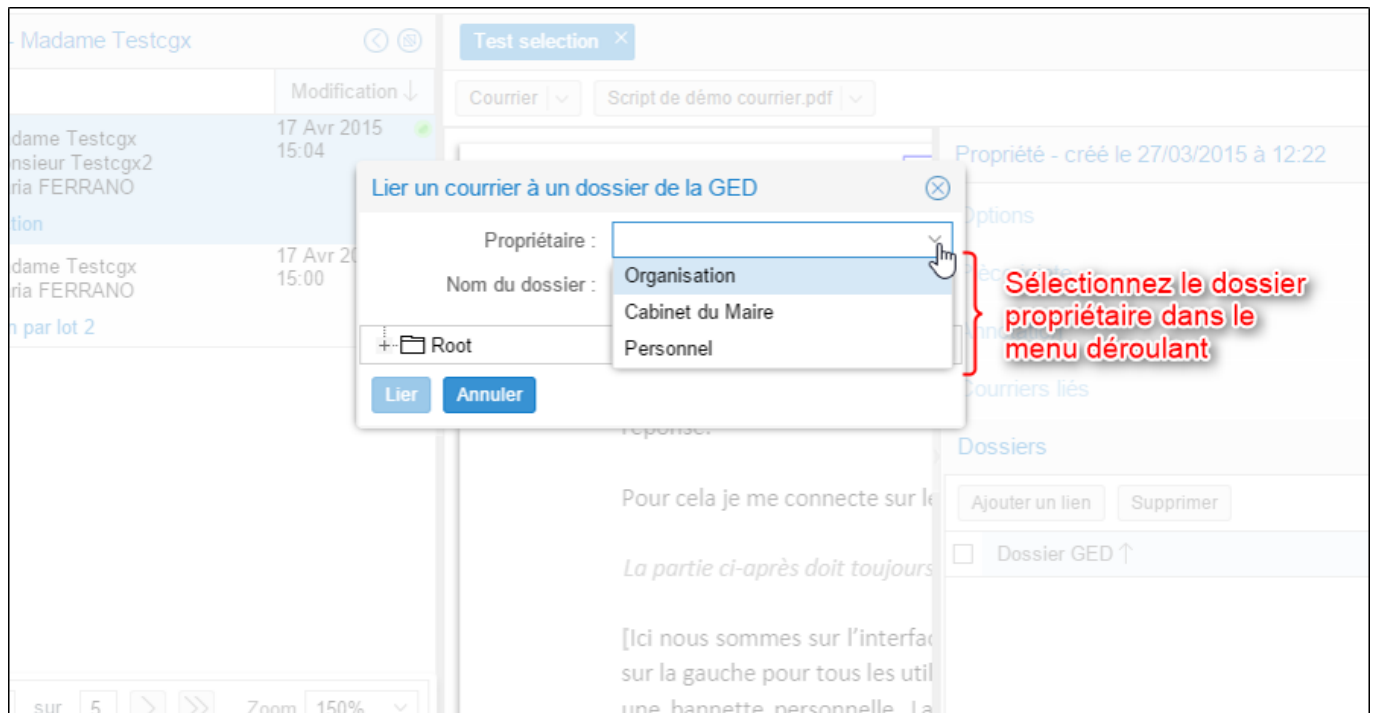 - Madame Testcgx
Modification
dame Testcgx
nsieur Testcgx2
ria FERRANO
17 Avr 2015
15:04
tion
dame Testcgx
ria FERRANO
17 Avr 20
15:00
n par lot 2
sur 5 Zoom 150%
Test selection
Courrier Script de démo courrier.pdf
Propriété - créé le 27/03/2015 à 12:22
Options
Lier un courrier à un dossier de la GED
Propriétaire :
Nom du dossier :
Organisation
Cabinet du Maire
Personnel
Root
Lier Annuler
Sélectionnez le dossier
propriétaire dans le
menu déroulant
Courriers liés
Dossiers
Ajouter un lien Supprimer
Dossier GED
réponse.
Pour cela je me connecte sur le
La partie ci-après doit toujours
[Ici nous sommes sur l'interfac
sur la gauche pour tous les util
une bannette personnelle. La